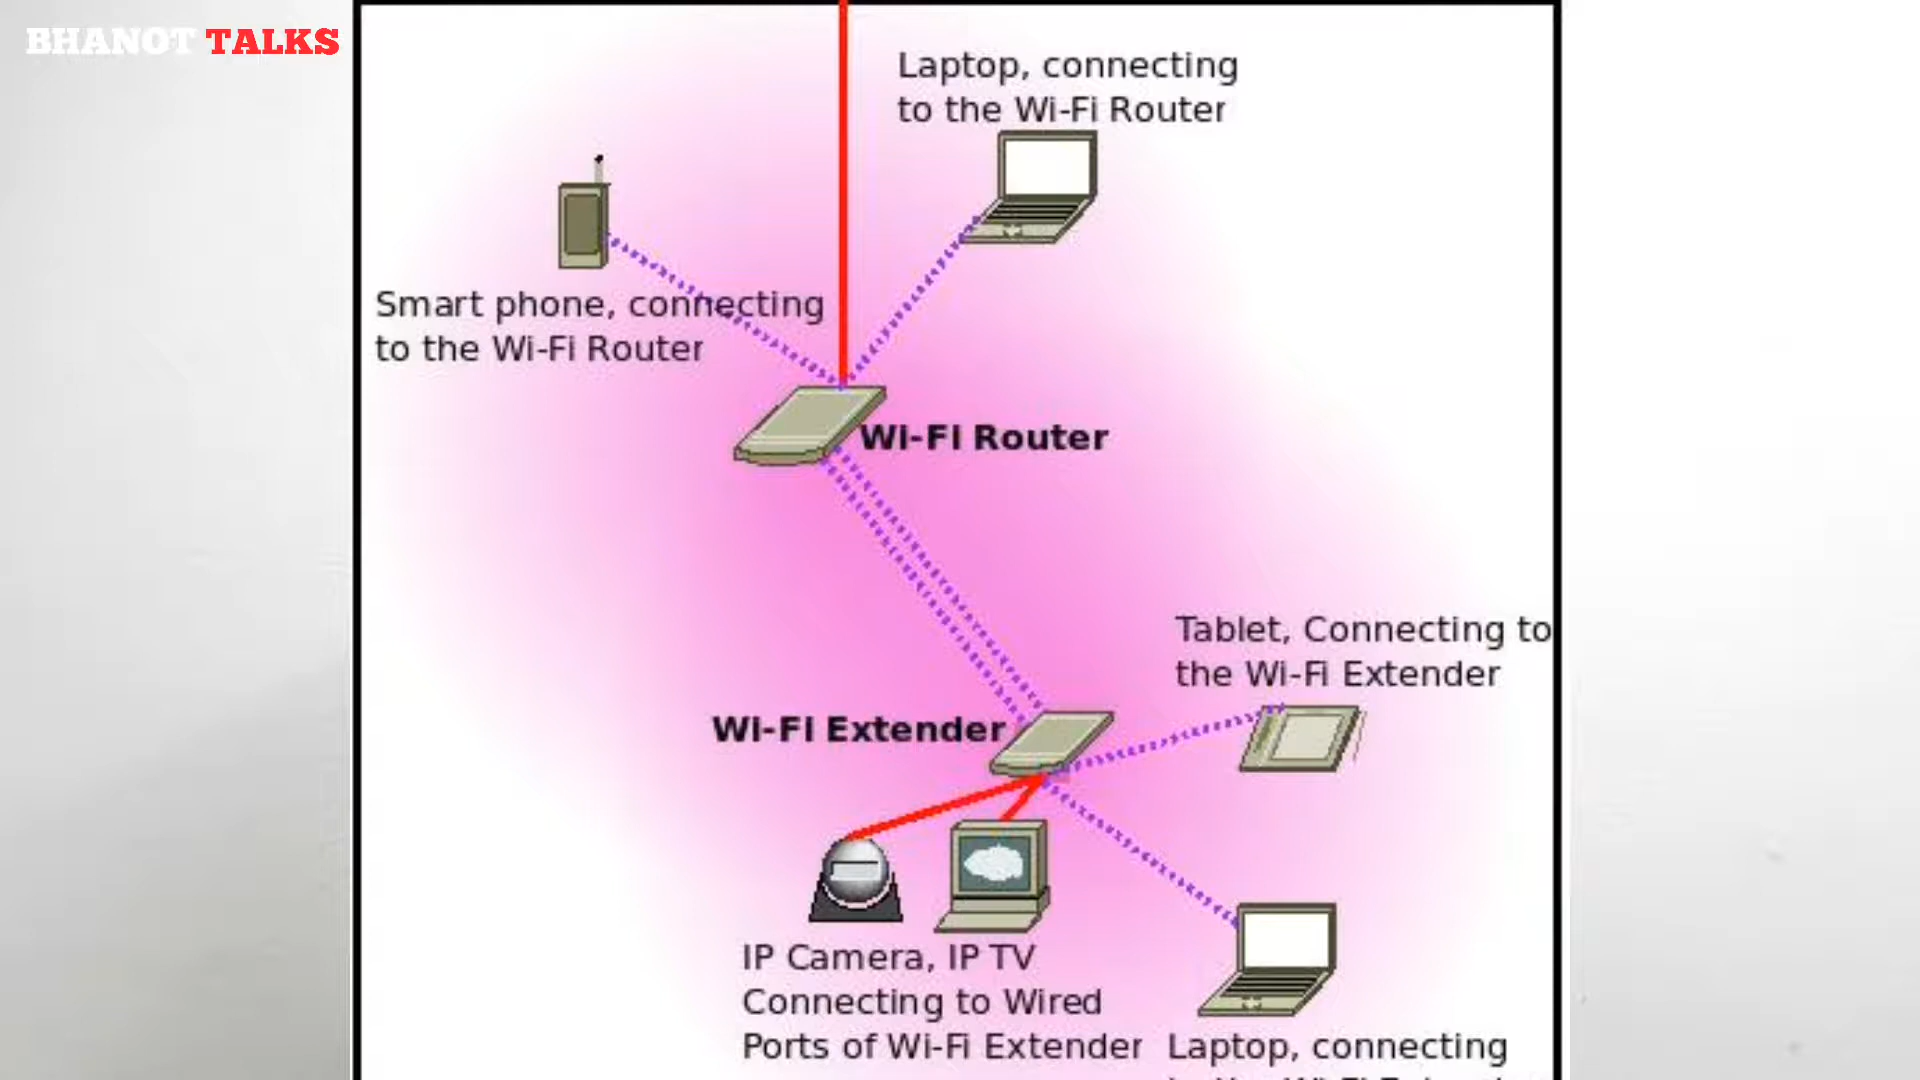 BHANOT TALKS
Laptop, connecting
to the Wi-Fi Router
Smart phone, connecting
to the Wi-Fi Router
Wi-Fi Router
Tablet, Connecting to
the Wi-Fi Extender
Wi-Fi Extender
IP Camera, IP TV
Connecting to Wired
Ports of Wi-Fi Extender
Laptop, connecting